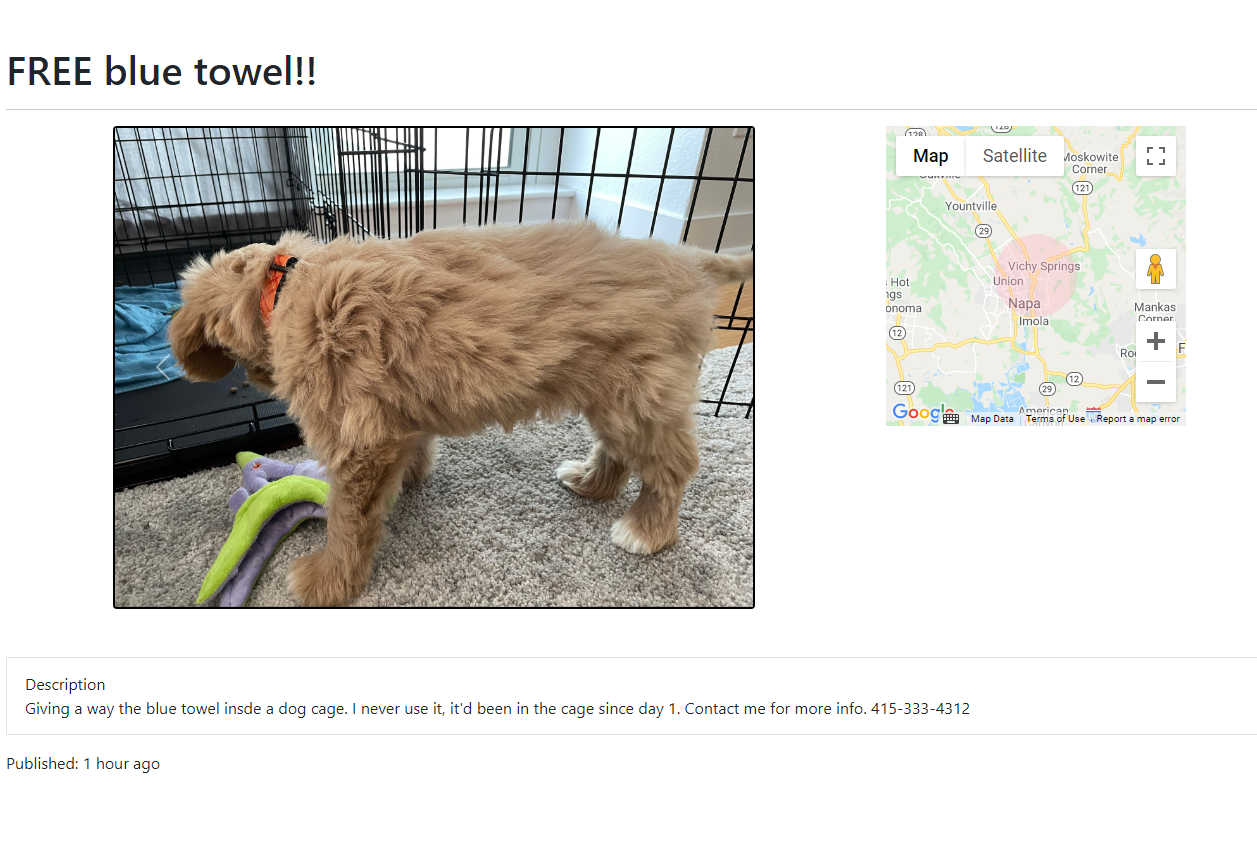 FREE blue towel!!
128
128
Map
Satellite
Moskowite
Corner
Oakville
121
Yountville
29
Vichy Springs
Union
Hot
ngs
onoma
Napa
Imola
Mankas
Corner
12
Ro
F
121
12
29
American
Google
Map Data
Terms of Use
Report a map error
Description
Giving a way the blue towel insde a dog cage. I never use it, it'd been in the cage since day 1. Contact me for more info. 415-333-4312
Published: 1 hour ago